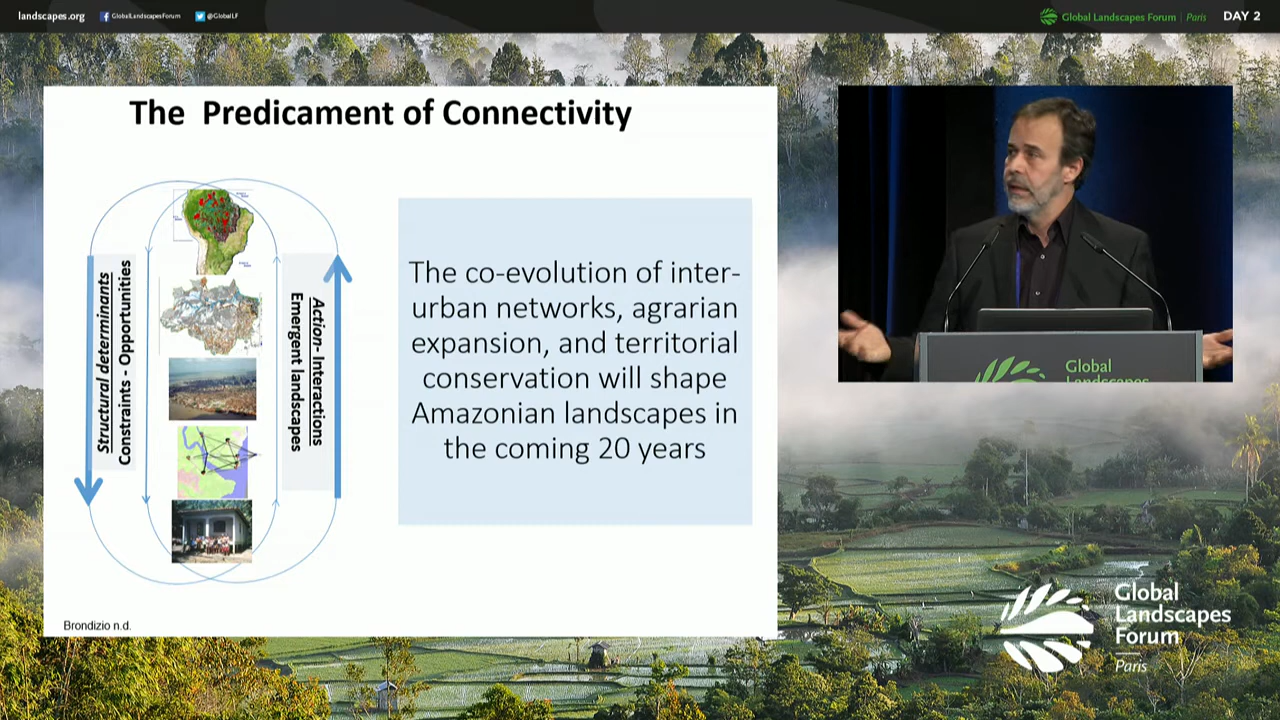 landscapes.org
GlobalLandscapesForum
@GlobalLF
Global Landscapes Forum | Paris
DAY 2
The Predicament of Connectivity
Structural determinants
Constraints - Opportunities
Action- Interactions
Emergent landscapes
The co-evolution of inter-
urban networks, agrarian
expansion, and territorial
conservation will shape
Amazonian landscapes in
the coming 20 years
Brondizio n.d.
Global
Landscapes
Global
Landscapes
Forum
Paris